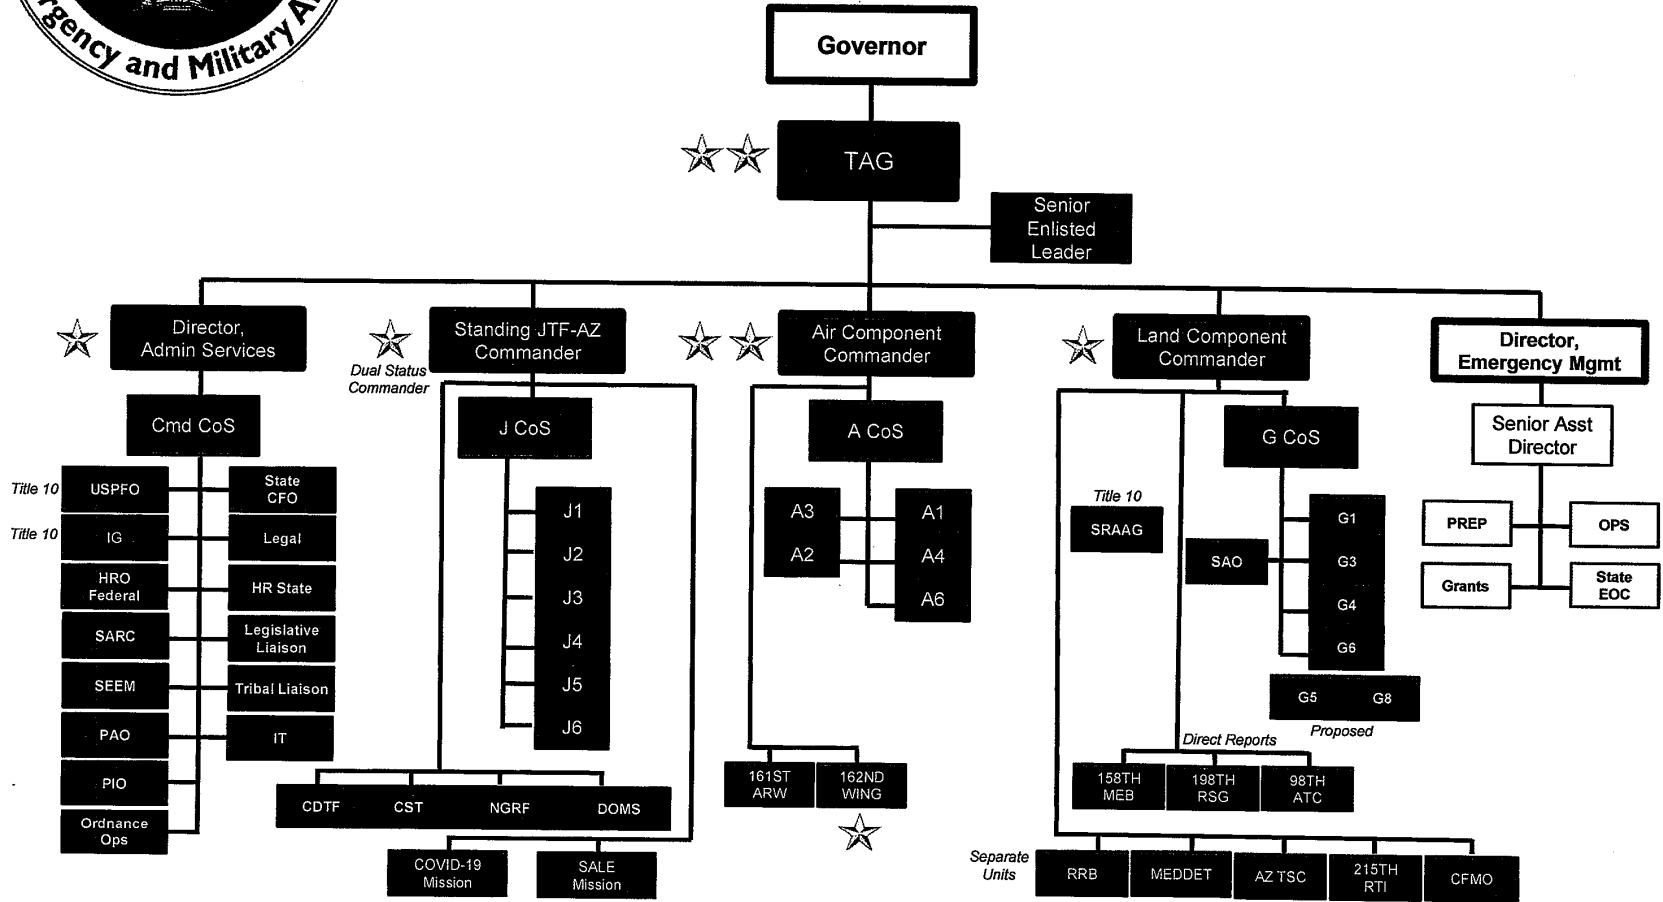 rgency and Military A
Governor
TAG
Senior
Enlisted
Leader
Director,
Admin Services
Standing JTF-AZ
Commander
Dual Status
Commander
Air Component
Commander
Land Component
Commander
Director,
Emergency Mgmt
Cmd CoS
J CoS
A CoS
G CoS
Senior Asst
Director
Title 10
USPFO
State
CFO
Title 10
IG
Legal
HRO
Federal
HR State
SARC
Legislative
Liaison
SEEM
Tribal Liaison
PAO
IT
PIO
Ordnance
Ops
J1
J2
J3
J4
J5
J6
CDTF
CST
NGRF
DOMS
COVID-19
Mission
SALE
Mission
A3
A1
A2
A4
A6
161ST
ARW
162ND
WING
Title 10
SRAAG
SAO
G1
G3
G4
G6
G5
G8
Proposed
Direct Reports
158TH
MEB
198TH
RSG
98TH
ATC
Separate
Units
RRB
MEDDET
AZ TSC
215TH
RTI
CFMO
PREP
OPS
Grants
State
EOC